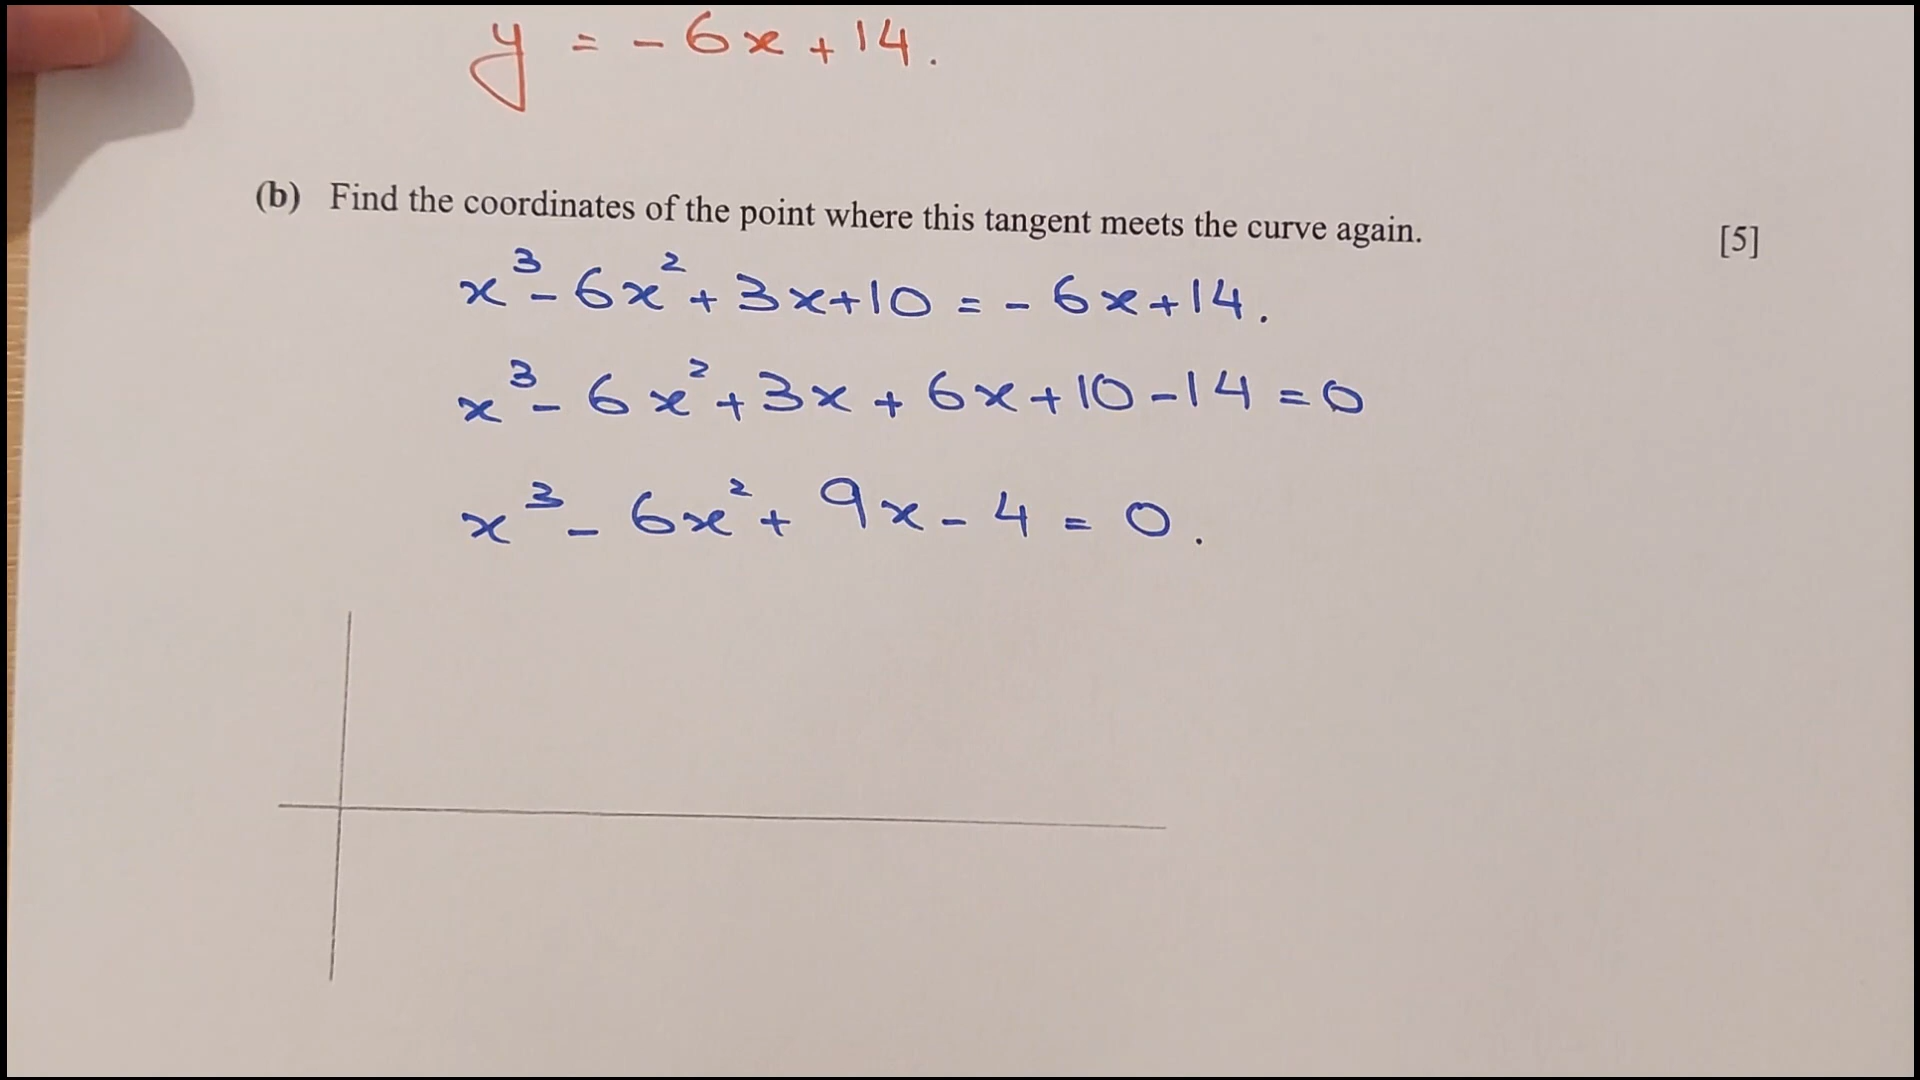 y = - 6x + 14.
(b) Find the coordinates of the point where this tangent meets the curve again. [5]
x³ - 6x² + 3x + 10 = - 6x + 14.
x³ - 6x² + 3x + 6x + 10 - 14 = 0
x³ - 6x² + 9x - 4 = 0.